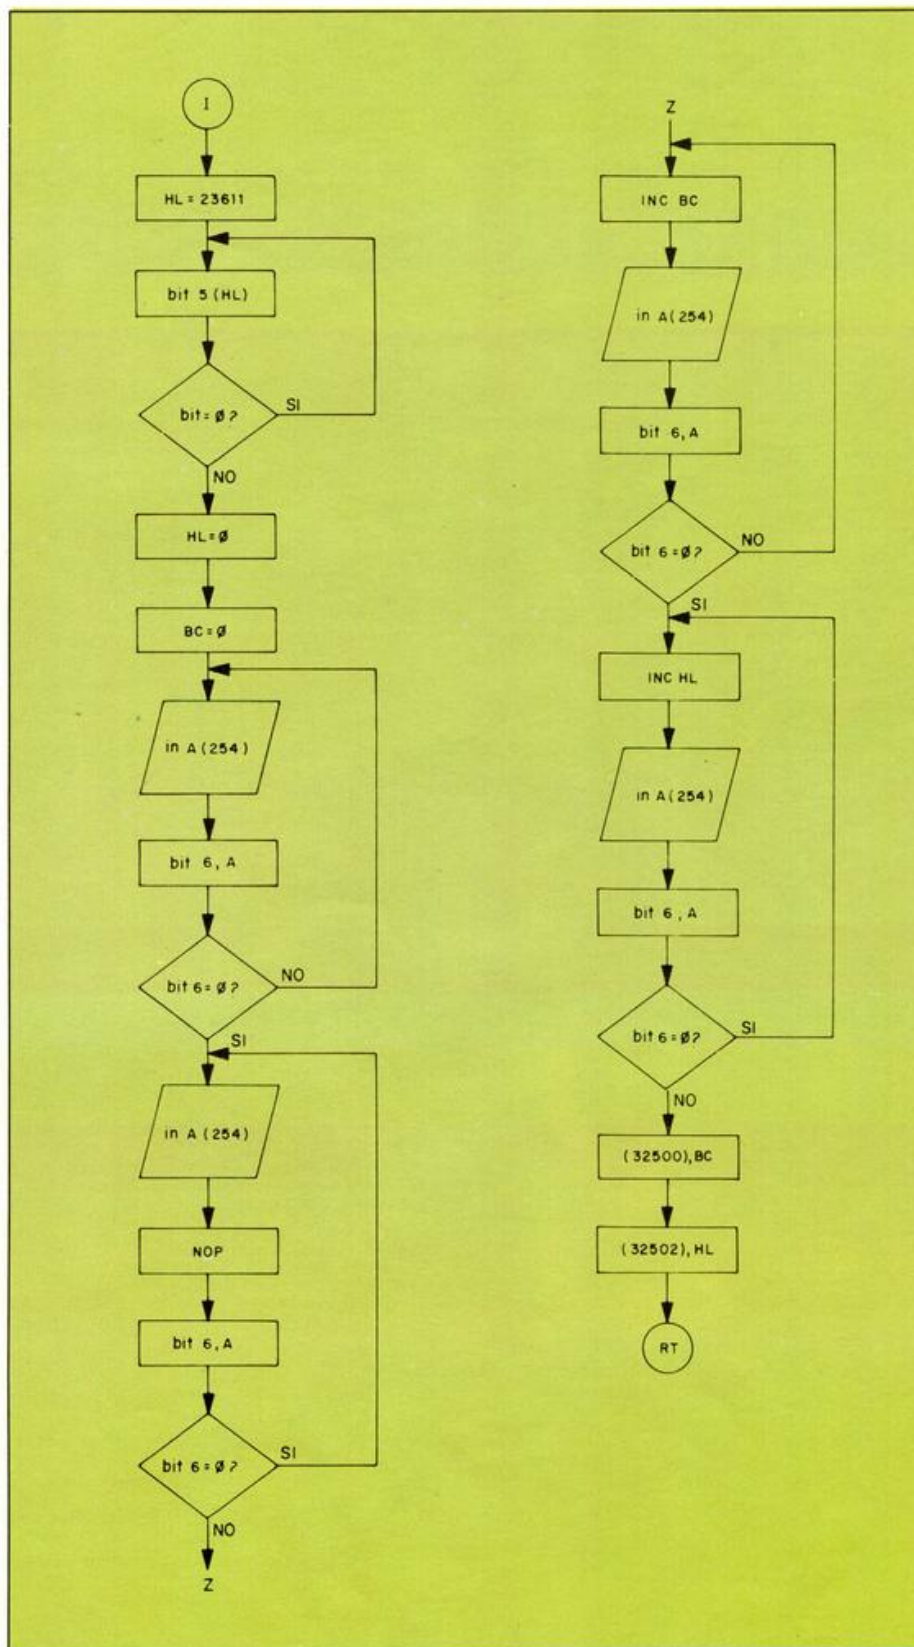 I
HL = 23611
bit 5 (HL)
bit = Ø?
SI
NO
HL = Ø
BC = Ø
in A (254)
bit 6, A
bit 6 = Ø?
NO
SI
in A (254)
NOP
bit 6, A
bit 6 = Ø?
SI
NO
Z
Z
INC BC
in A (254)
bit 6, A
bit 6 = Ø?
NO
SI
INC HL
in A (254)
bit 6, A
bit 6 = Ø?
SI
NO
(32500), BC
(32502), HL
RT